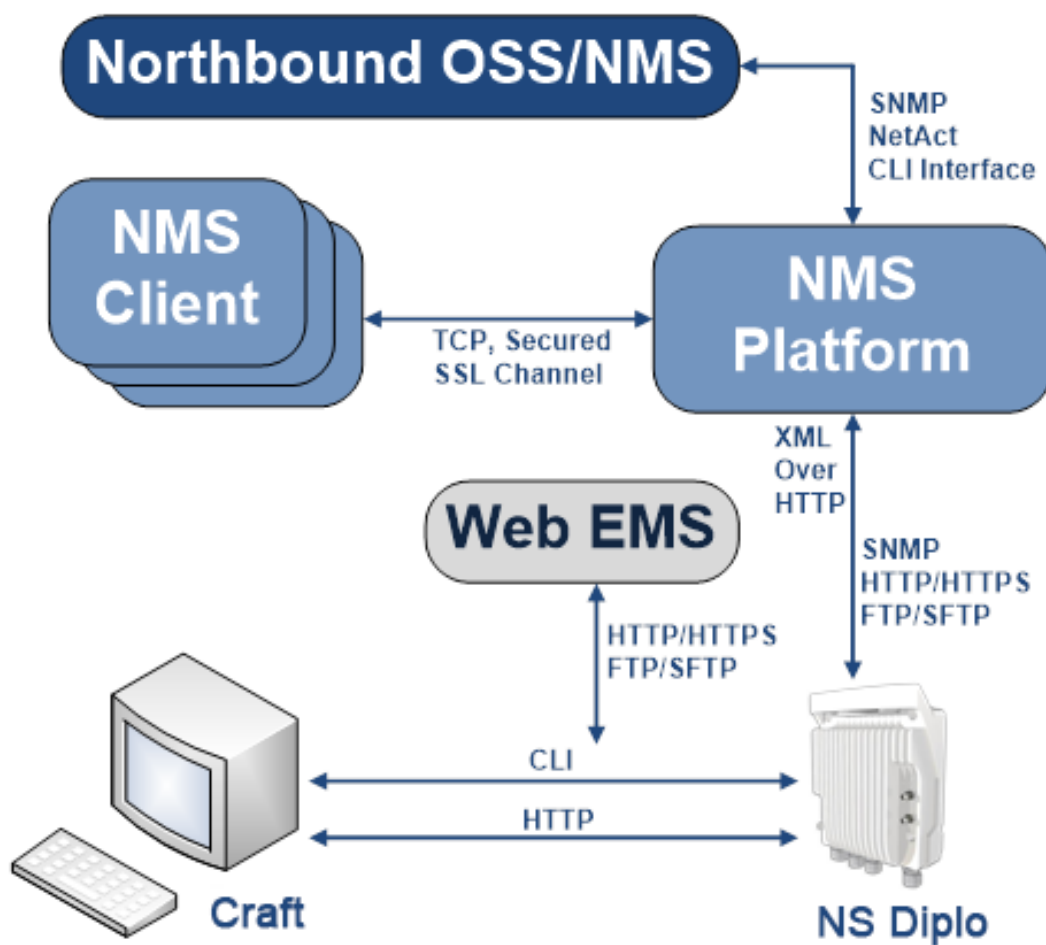 Northbound OSS/NMS
SNMP
NetAct
CLI Interface
NMS
Client
NMS
Platform
TCP, Secured
SSL Channel
XML
Over
HTTP
Web EMS
SNMP
HTTP/HTTPS
FTP/SFTP
HTTP/HTTPS
FTP/SFTP
CLI
HTTP
Craft
NS Diplo